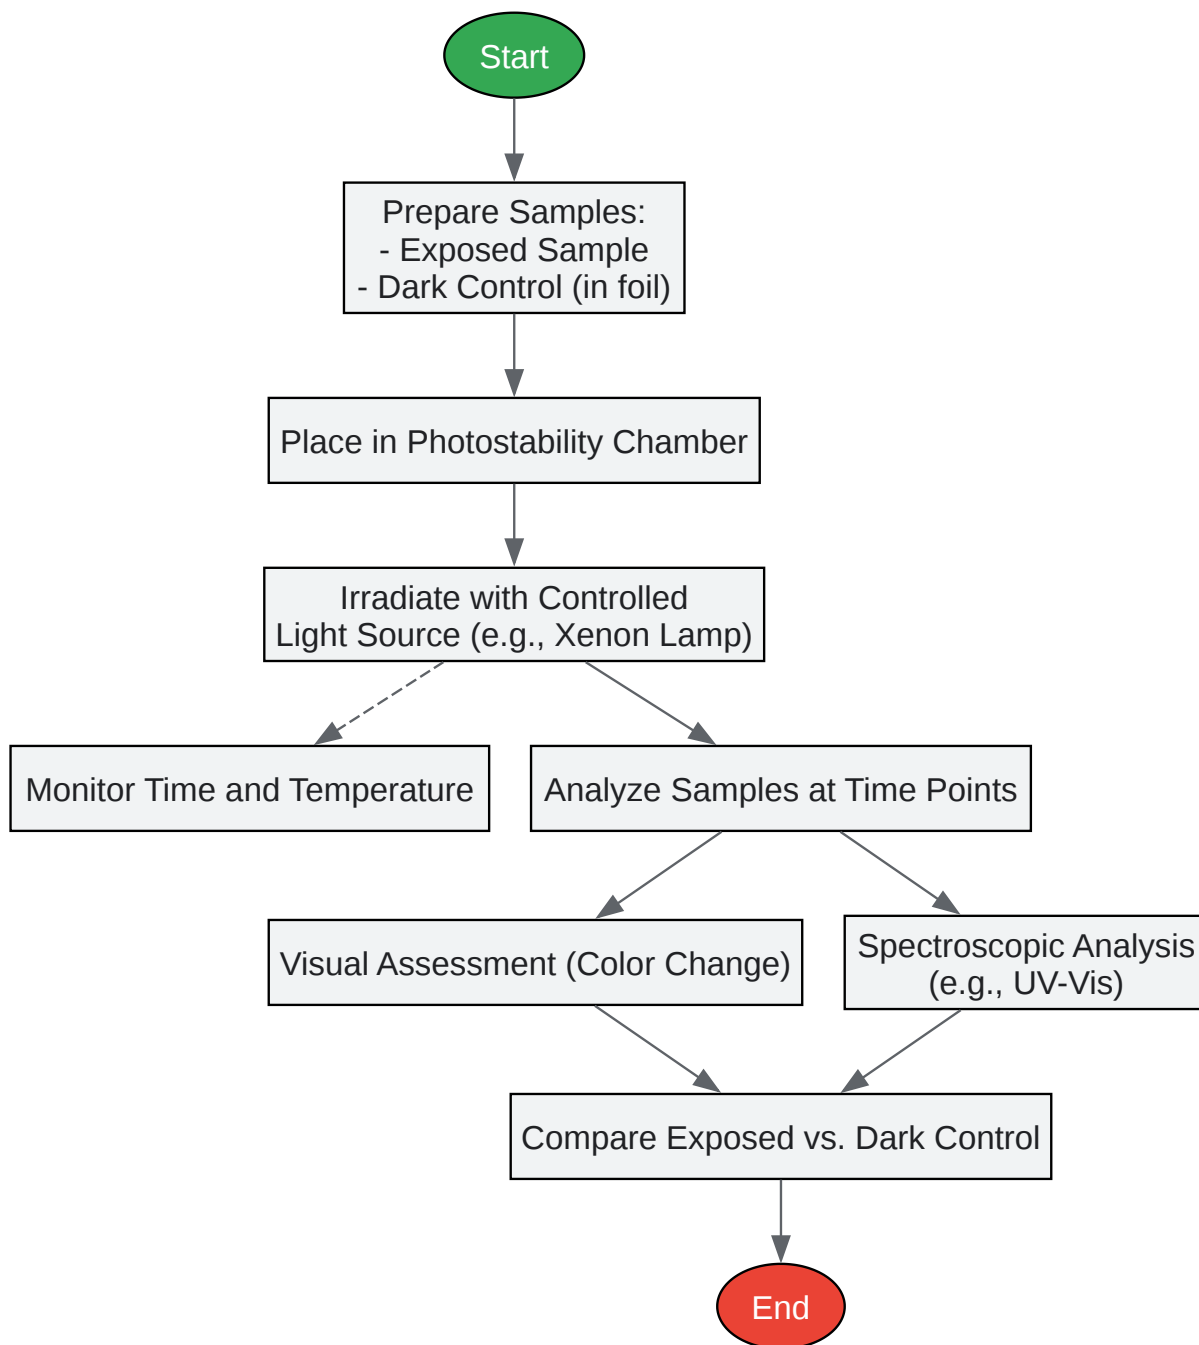 Start
Prepare Samples:
- Exposed Sample
- Dark Control (in foil)
Place in Photostability Chamber
Irradiate with Controlled
Light Source (e.g., Xenon Lamp)
Monitor Time and Temperature
Analyze Samples at Time Points
Visual Assessment (Color Change)
Spectroscopic Analysis
(e.g., UV-Vis)
Compare Exposed vs. Dark Control
End